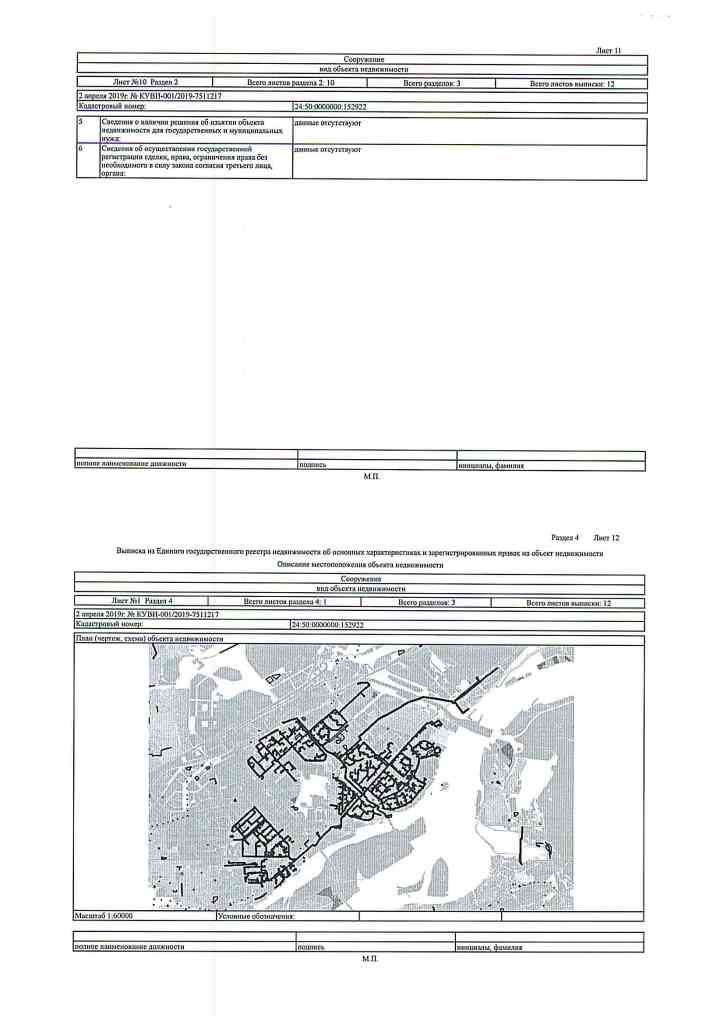 Лист 11
Сооружение
вид объекта недвижимости
Лист №10 Раздел 2 Всего листов раздела 2: 10 Всего разделов: 3 Всего листов выписки: 12
2 апреля 2019г. № КУВИ-001/2019-7511217
Кадастровый номер: 24:50:0000000:152922
5 Сведения о наличии решения об изъятии объекта данные отсутствуют
недвижимости для государственных и муниципальных
нужд:
6 Сведения об осуществлении государственной данные отсутствуют
регистрации сделки, права, ограничения права без
необходимого в силу закона согласия третьего лица,
органа:
полное наименование должности подпись инициалы, фамилия
М.П.
Раздел 4 Лист 12
Выписка из Единого государственного реестра недвижимости об основных характеристиках и зарегистрированных правах на объект недвижимости
Описание местоположения объекта недвижимости
Сооружение
вид объекта недвижимости
Лист №1 Раздел 4 Всего листов раздела 4: 1 Всего разделов: 3 Всего листов выписки: 12
2 апреля 2019г. № КУВИ-001/2019-7511217
Кадастровый номер: 24:50:0000000:152922
План (чертеж, схема) объекта недвижимости
Масштаб 1:60000 Условные обозначения:
полное наименование должности подпись инициалы, фамилия
М.П.